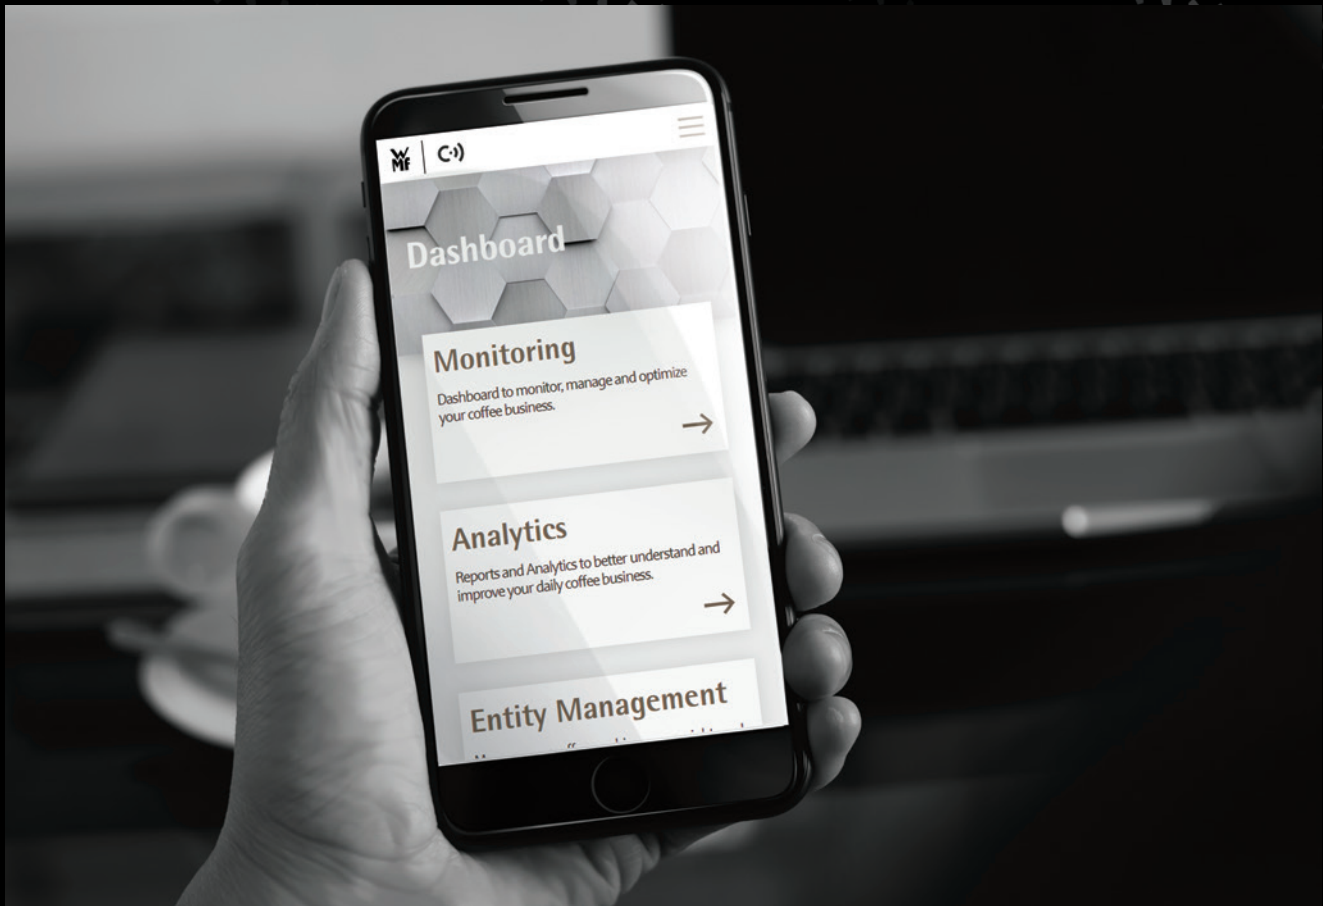 WMF
Dashboard
Monitoring
Dashboard to monitor, manage and optimize
your coffee business.
Analytics
Reports and Analytics to better understand and
improve your daily coffee business.
Entity Management